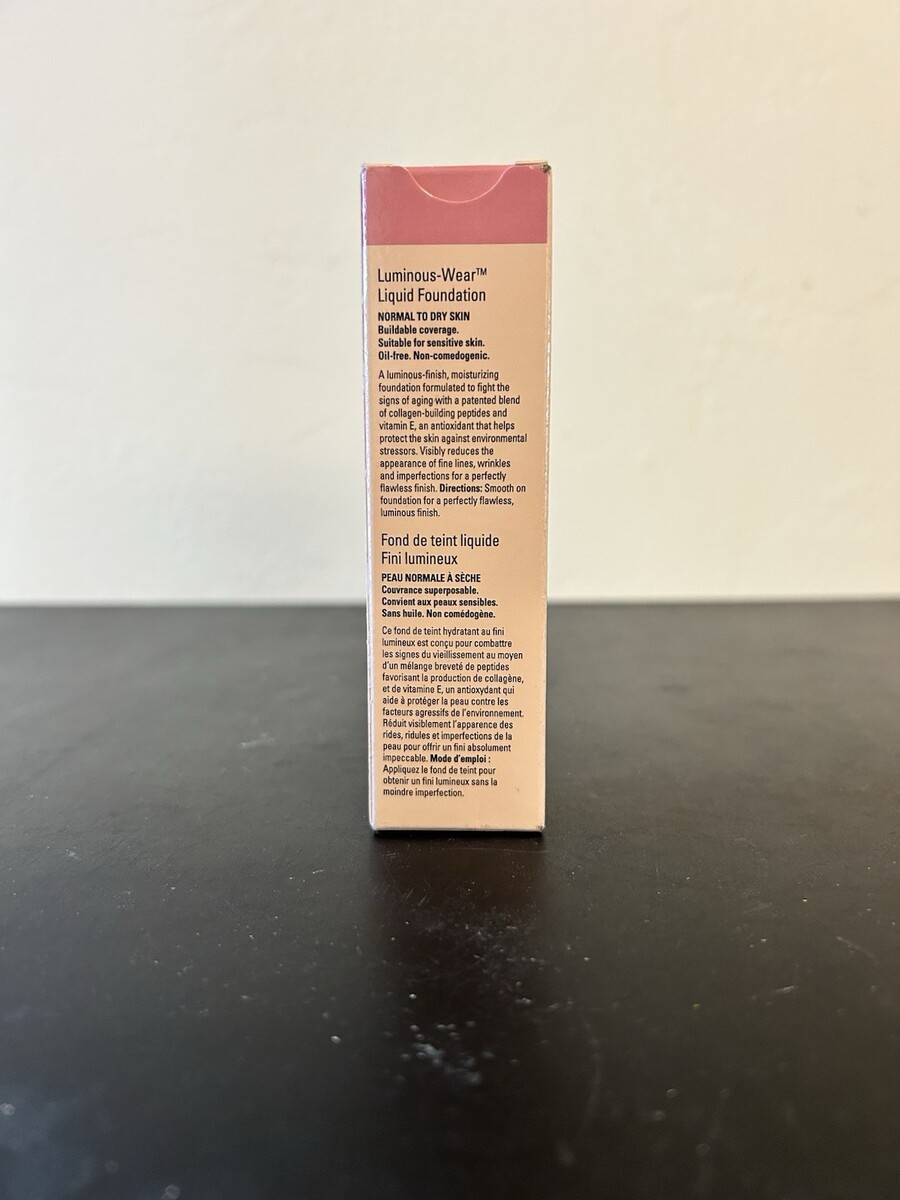 Luminous-Wear™
Liquid Foundation
NORMAL TO DRY SKIN
Buildable coverage.
Suitable for sensitive skin.
Oil-free. Non-comedogenic.
A luminous-finish, moisturizing
foundation formulated to fight the
signs of aging with a patented blend
of collagen-building peptides and
vitamin E, an antioxidant that helps
protect the skin against environmental
stressors. Visibly reduces the
appearance of fine lines, wrinkles
and imperfections for a perfectly
flawless finish. Directions: Smooth on
foundation for a perfectly flawless,
luminous finish.
Fond de teint liquide
Fini lumineux
PEAU NORMALE À SÈCHE
Couvrance superposable.
Convient aux peaux sensibles.
Sans huile. Non comédogène.
Ce fond de teint hydratant au fini
lumineux est conçu pour combattre
les signes du vieillissement au moyen
d'un mélange breveté de peptides
favorisant la production de collagène,
et de vitamine E, un antioxydant qui
aide à protéger la peau contre les
facteurs agressifs de l'environnement.
Réduit visiblement l'apparence des
rides, ridules et imperfections de la
peau pour offrir un fini absolument
impeccable. Mode d'emploi :
Appliquez le fond de teint pour
obtenir un fini lumineux sans la
moindre imperfection.